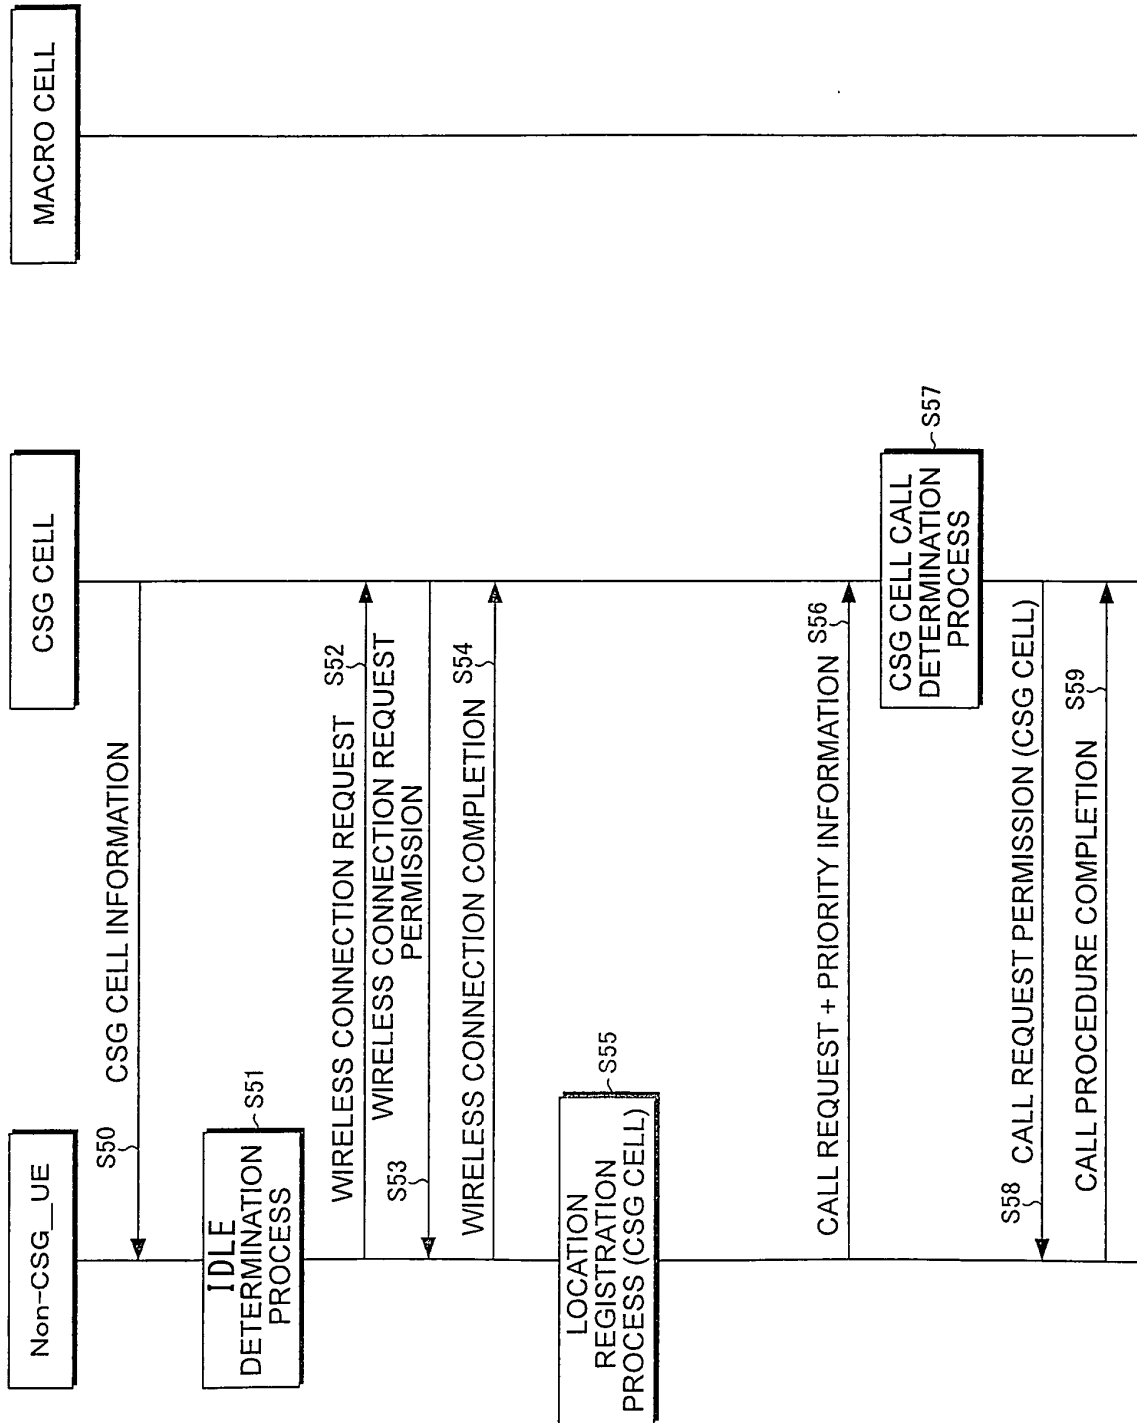 Non-CSG_UE
CSG CELL
MACRO CELL
S50
CSG CELL INFORMATION
IDLE
DETERMINATION
PROCESS
S51
WIRELESS CONNECTION REQUEST
S52
WIRELESS CONNECTION REQUEST
PERMISSION
S53
WIRELESS CONNECTION COMPLETION
S54
LOCATION
REGISTRATION
PROCESS (CSG CELL)
S55
CALL REQUEST + PRIORITY INFORMATION
S56
CSG CELL CALL
DETERMINATION
PROCESS
S57
S58
CALL REQUEST PERMISSION (CSG CELL)
CALL PROCEDURE COMPLETION
S59